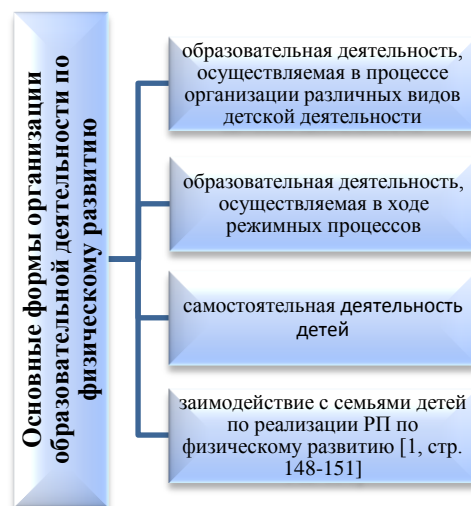 Основные формы организации
образовательной деятельности по
физическому развитию
образовательная деятельность,
осуществляемая в процессе
организации различных видов
детской деятельности
образовательная деятельность,
осуществляемая в ходе
режимных процессов
самостоятельная деятельность
детей
заимодействие с семьями детей
по реализации РП по
физическому развитию [1, стр.
148-151]